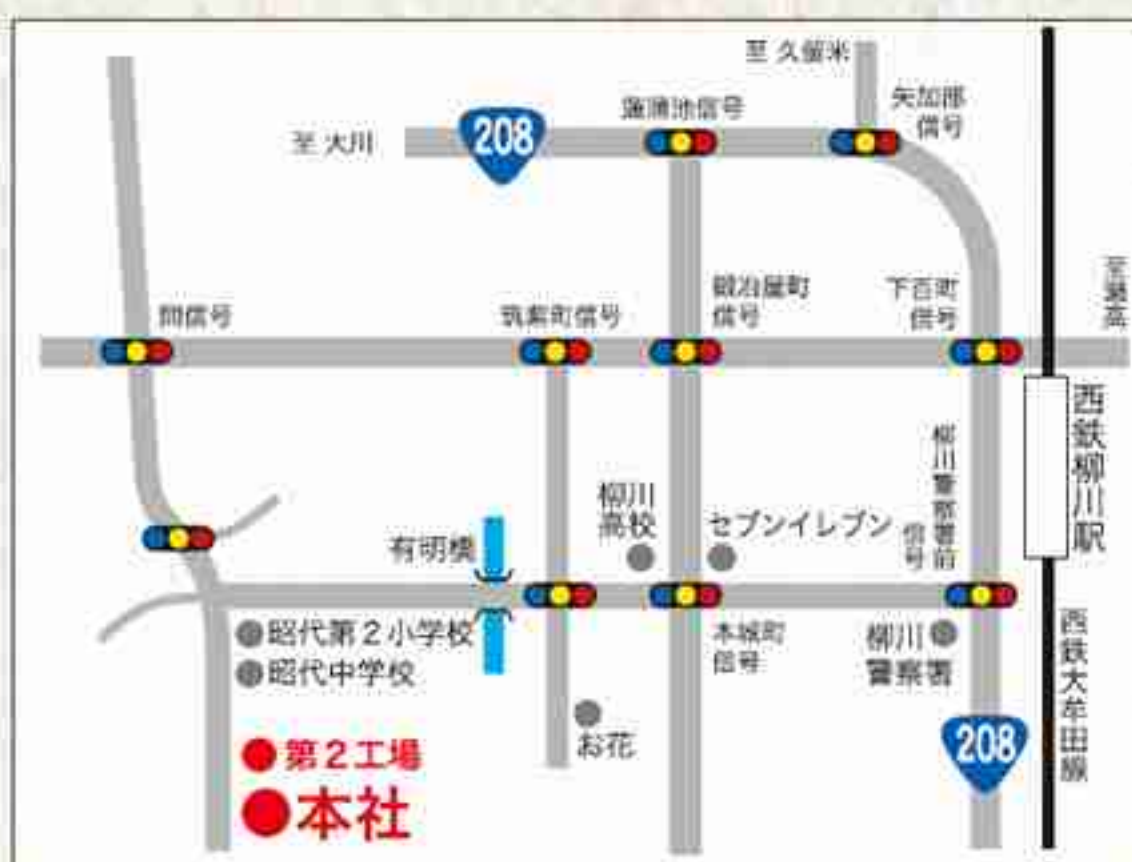 至 久留米
矢加部
信号
蒲池信号
至 大川
208
間信号
筑紫町信号
鍛冶屋町
信号
下百町
信号
至瀬高
西鉄柳川駅
柳川警察署前
信号
柳川
高校
セブンイレブン
有明橋
昭代第2小学校
昭代中学校
本城町
信号
柳川
警察署
西鉄大牟田線
お花
208
第2工場
本社